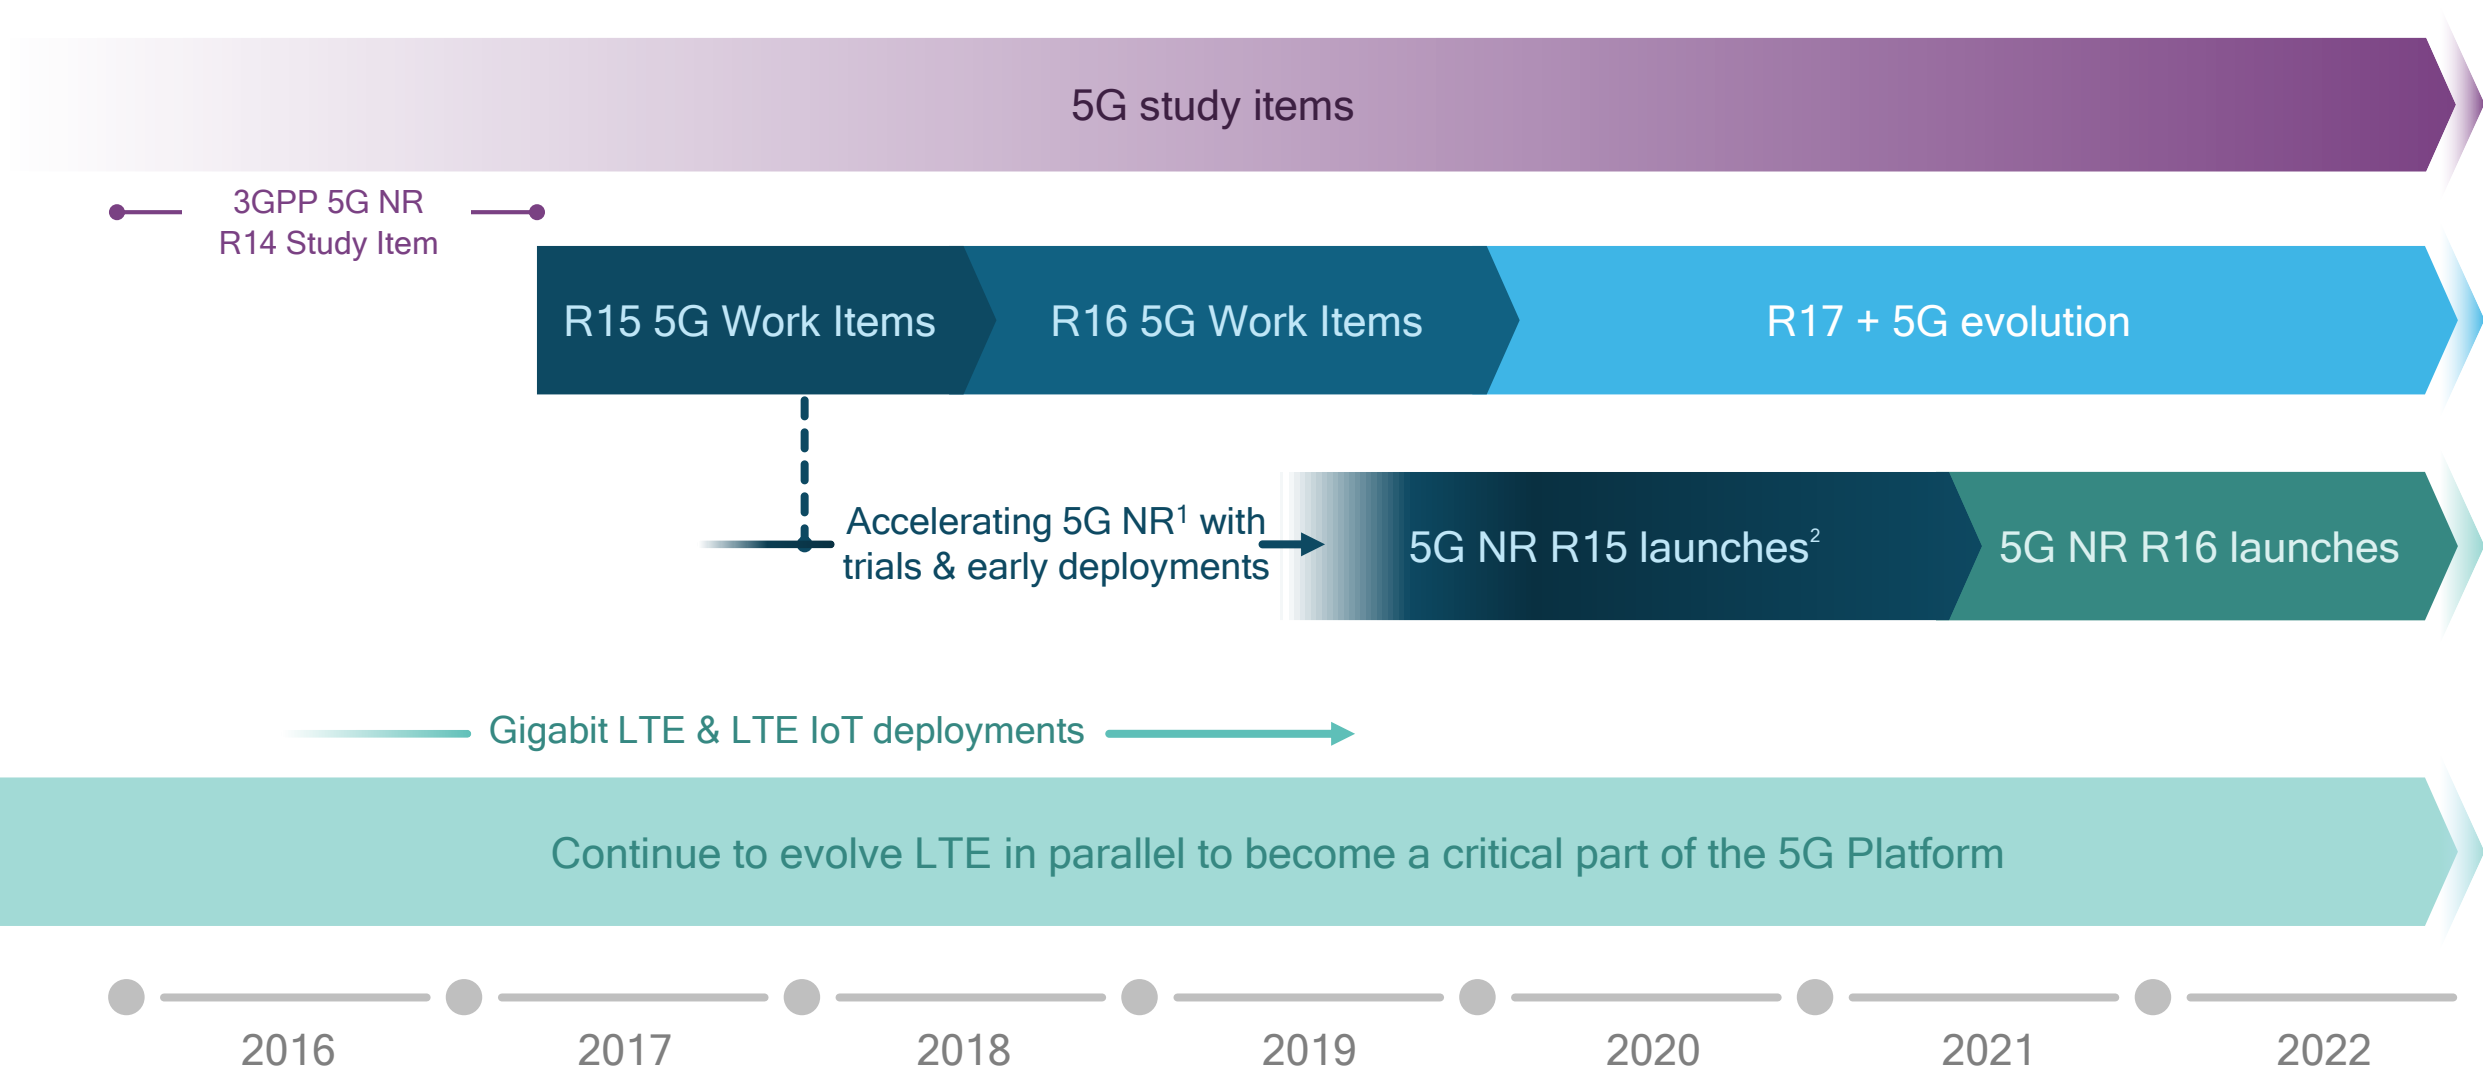 5G study items
3GPP 5G NR
R14 Study Item
R15 5G Work Items
R16 5G Work Items
R17 + 5G evolution
Accelerating 5G NR¹ with
trials & early deployments
5G NR R15 launches²
5G NR R16 launches
Gigabit LTE & LTE IoT deployments
Continue to evolve LTE in parallel to become a critical part of the 5G Platform
2016
2017
2018
2019
2020
2021
2022